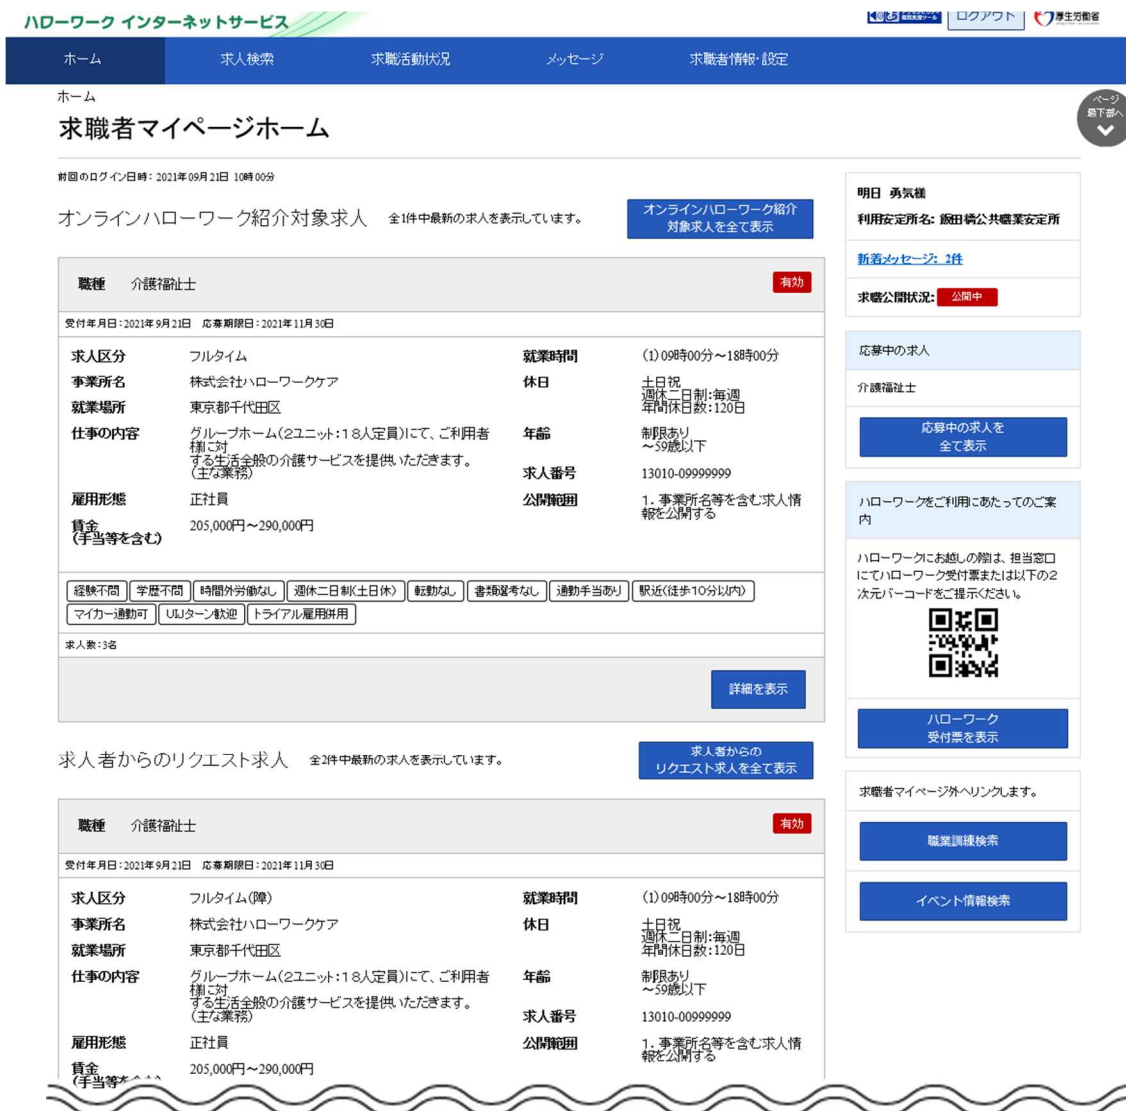 ハローワーク インターネットサービス
ログアウト
厚生労働省
ホーム 求人検索 求職活動状況 メッセージ 求職者情報・設定
ホーム
ページ
最下部へ
求職者マイページホーム
前回のログイン日時：2021年09月21日 10時00分
オンラインハローワーク紹介対象求人 全1件中最新の求人を表示しています。
オンラインハローワーク紹介
対象求人を全て表示
職種 介護福祉士 有効
受付年月日：2021年9月21日 応募期限日：2021年11月30日
求人区分 フルタイム
事業所名 株式会社ハローワークケア
就業場所 東京都千代田区
仕事の内容 グループホーム(2ユニット:18人定員)にて、ご利用者
様に対
する生活全般の介護サービスを提供いただきます。
(主な業務)
雇用形態 正社員
賃金
(手当等を含む) 205,000円～290,000円
就業時間 (1)09時00分～18時00分
休日 土日祝
週休二日制:毎週
年間休日数:120日
年齢 制限あり
～59歳以下
求人番号 13010-09999999
公開範囲 1. 事業所名等を含む求人情
報を公開する
経験不問 学歴不問 時間外労働なし 週休二日制(土日休) 転勤なし 書類選考なし 通勤手当あり 駅近(徒歩10分以内)
マイカー通勤可 UIJターン歓迎 トライアル雇用併用
求人数:3名
詳細を表示
求人者からのリクエスト求人 全2件中最新の求人を表示しています。
求人者からの
リクエスト求人を全て表示
職種 介護福祉士 有効
受付年月日：2021年9月21日 応募期限日：2021年11月30日
求人区分 フルタイム(障)
事業所名 株式会社ハローワークケア
就業場所 東京都千代田区
仕事の内容 グループホーム(2ユニット:18人定員)にて、ご利用者
様に対
する生活全般の介護サービスを提供いただきます。
(主な業務)
雇用形態 正社員
賃金
(手当等 205,000円～290,000円
就業時間 (1)09時00分～18時00分
休日 土日祝
週休二日制:毎週
年間休日数:120日
年齢 制限あり
～59歳以下
求人番号 13010-00999999
公開範囲 1. 事業所名等を含む求人情
報を公開する
明日 勇気様
利用安定所名: 飯田橋公共職業安定所
新着メッセージ: 2件
求職公開状況: 公開中
応募中の求人
介護福祉士
応募中の求人を
全て表示
ハローワークをご利用にあたってのご案
内
ハローワークにお越しの際は、担当窓口
にてハローワーク受付票または以下の2
次元バーコードをご提示ください。
ハローワーク
受付票を表示
求職者マイページ外へリンクします。
職業訓練検索
イベント情報検索